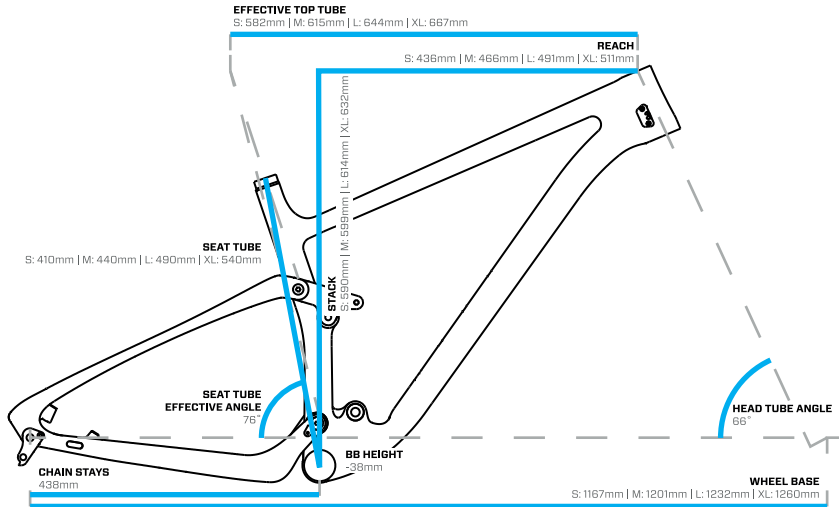 EFFECTIVE TOP TUBE
S: 582mm | M: 615mm | L: 644mm | XL: 667mm
REACH
S: 436mm | M: 466mm | L: 491mm | XL: 511mm
STACK
S: 590mm | M: 599mm | L: 614mm | XL: 632mm
SEAT TUBE
S: 410mm | M: 440mm | L: 490mm | XL: 540mm
SEAT TUBE
EFFECTIVE ANGLE
76°
HEAD TUBE ANGLE
66°
BB HEIGHT
-38mm
CHAIN STAYS
438mm
WHEEL BASE
S: 1167mm | M: 1201mm | L: 1232mm | XL: 1260mm